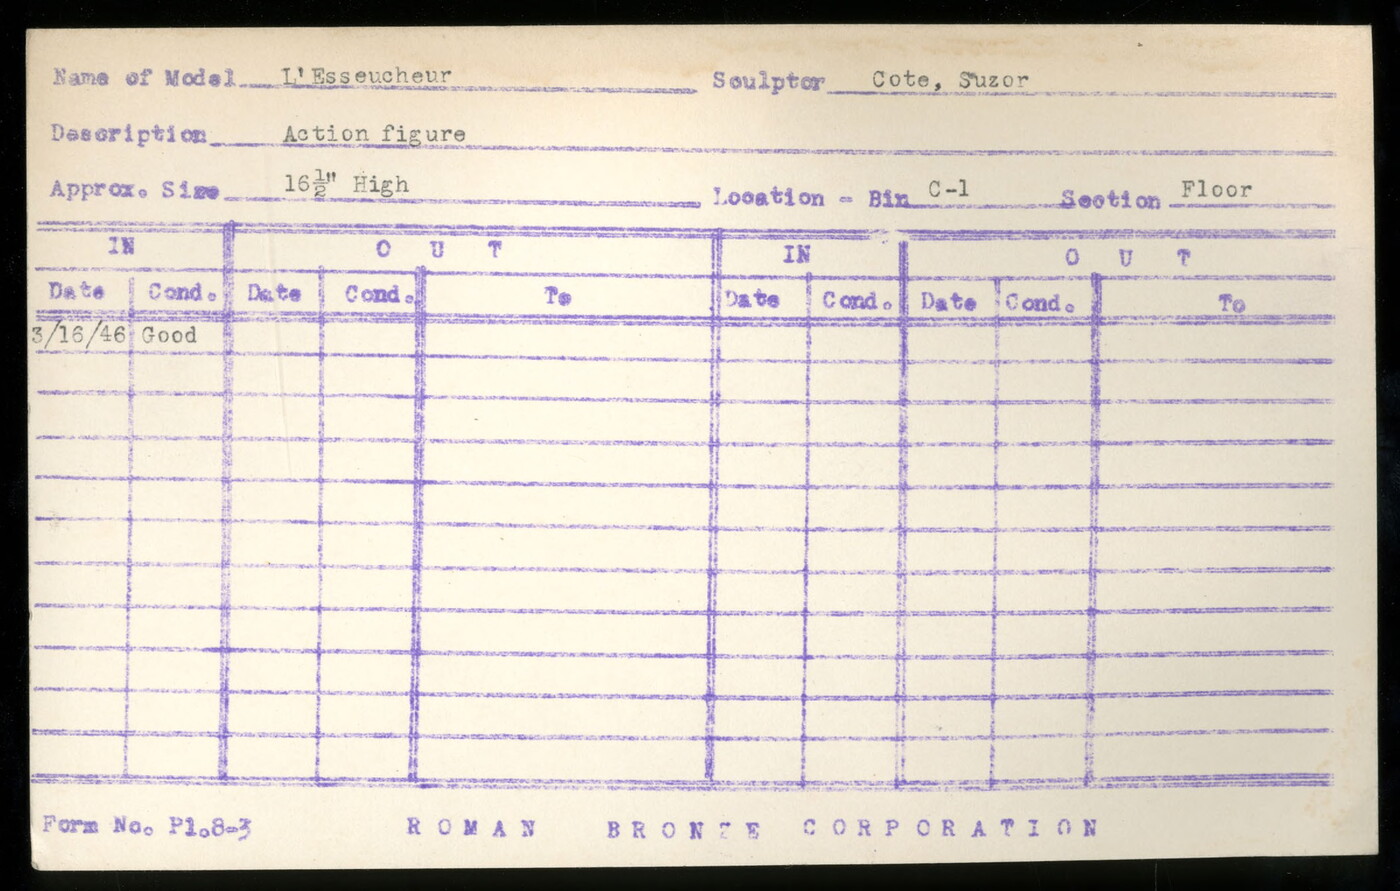 Name of Model L'Esseucheur Sculptor Cote, Suzor
Description Action figure
Approx. Size 16½" High Location - Bin C-1 Section Floor
IN O U T IN O U T
Date Cond. Date Cond. To Date Cond. Date Cond. To
3/16/46 Good
Form No. P1.8-3 ROMAN BRONZE CORPORATION